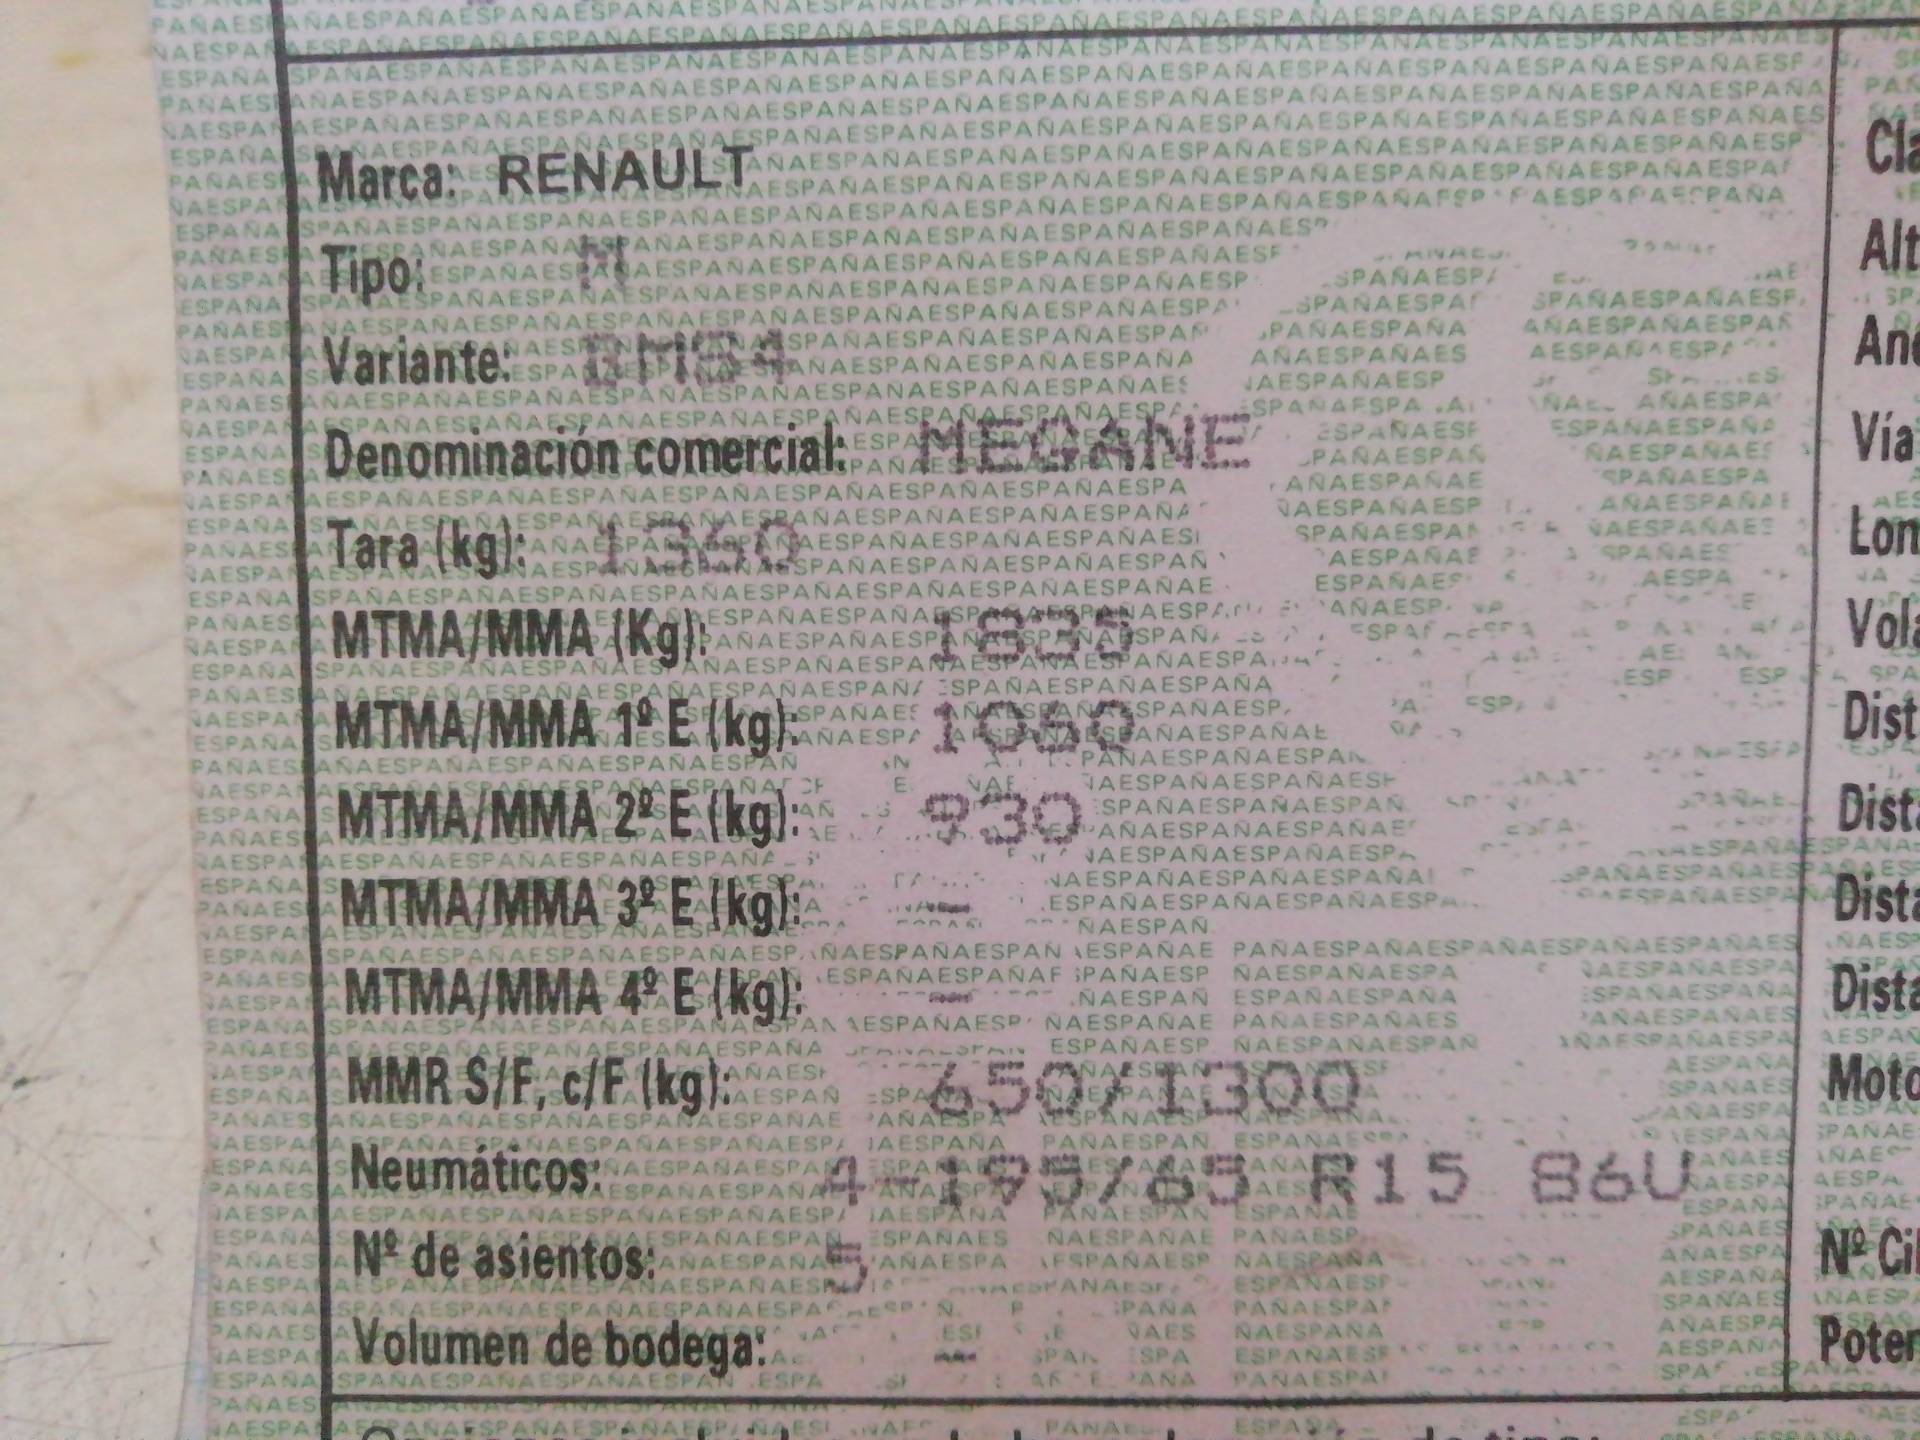 Marca: RENAULT
Tipo: M
Variante: BMS4
Denominación comercial: MEGANE
Tara (kg): 1360
MTMA/MMA (Kg): 1835
MTMA/MMA 1º E (kg): 1060
MTMA/MMA 2º E (kg): 930
MTMA/MMA 3º E (kg): -
MTMA/MMA 4º E (kg): -
MMR S/F, c/F (kg): 650/1300
Neumáticos: 4-195/65 R15 86U
Nº de asientos: 5
Volumen de bodega: -